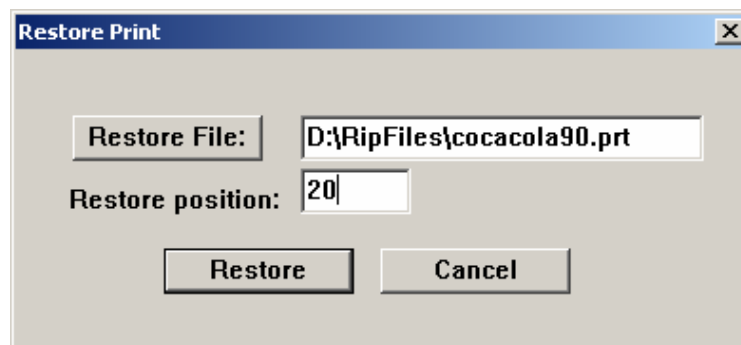 Restore Print
Restore File: D:\RipFiles\cocacola90.prt
Restore position: 20
Restore Cancel